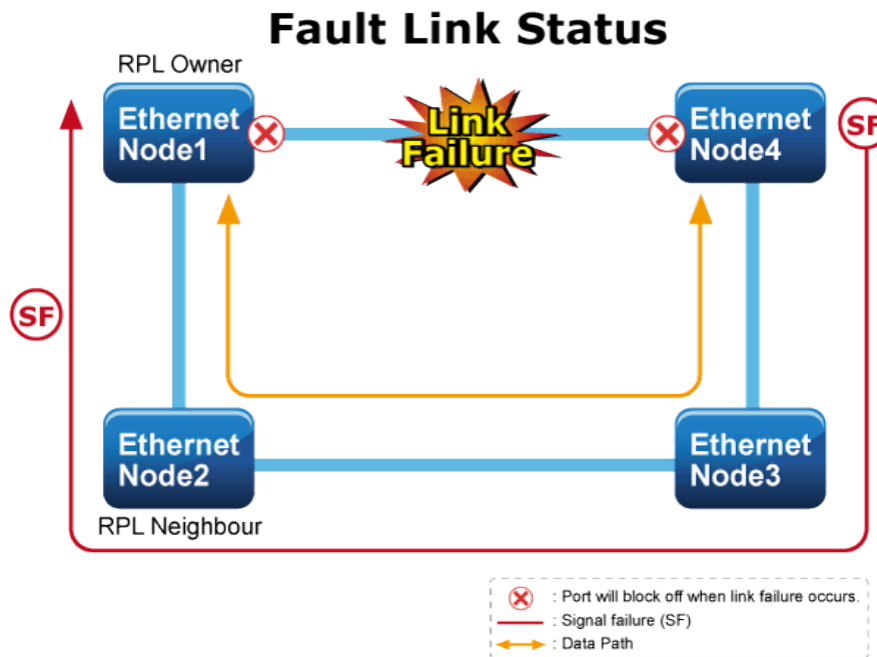 Fault Link Status
RPL Owner
Ethernet
Node1
Link
Failure
Ethernet
Node4
SF
SF
Ethernet
Node2
Ethernet
Node3
RPL Neighbour
: Port will block off when link failure occurs.
: Signal failure (SF)
: Data Path